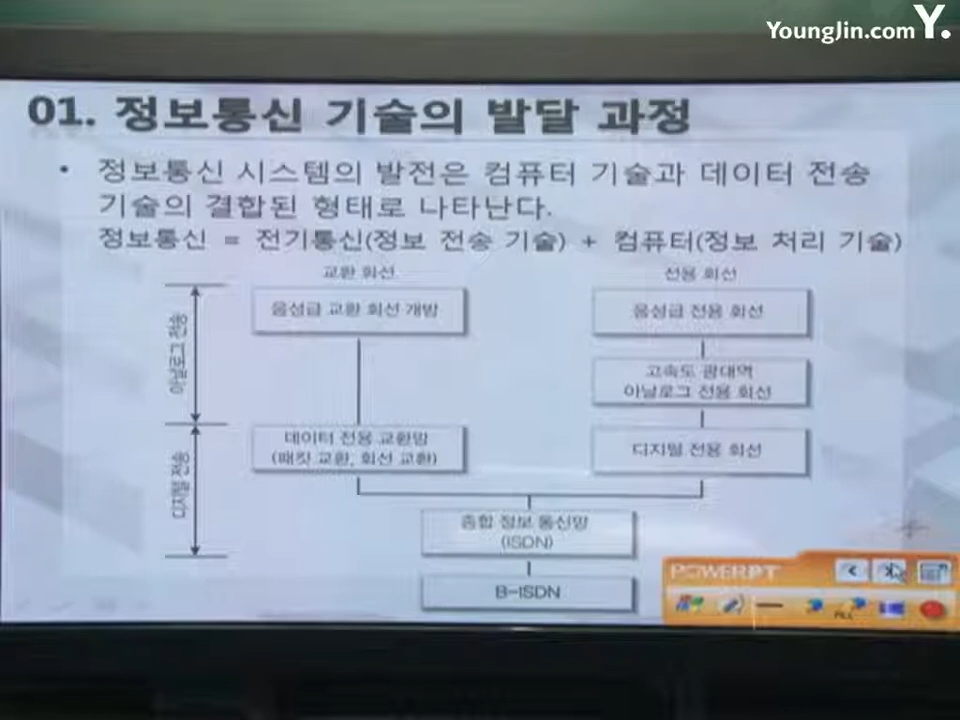 YoungJin.com Y.
01. 정보통신 기술의 발달 과정
• 정보통신 시스템의 발전은 컴퓨터 기술과 데이터 전송
기술의 결합된 형태로 나타난다.
정보통신 = 전기통신(정보 전송 기술) + 컴퓨터(정보 처리 기술)
교환 회선
전용 회선
아날로그 전송
음성급 교환 회선 개방
음성급 전용 회선
고속도 광대역
아날로그 전용 회선
디지털 전송
데이터 전용 교환망
(패킷 교환, 회선 교환)
디지털 전용 회선
종합 정보 통신망
(ISDN)
B-ISDN
POWERPT